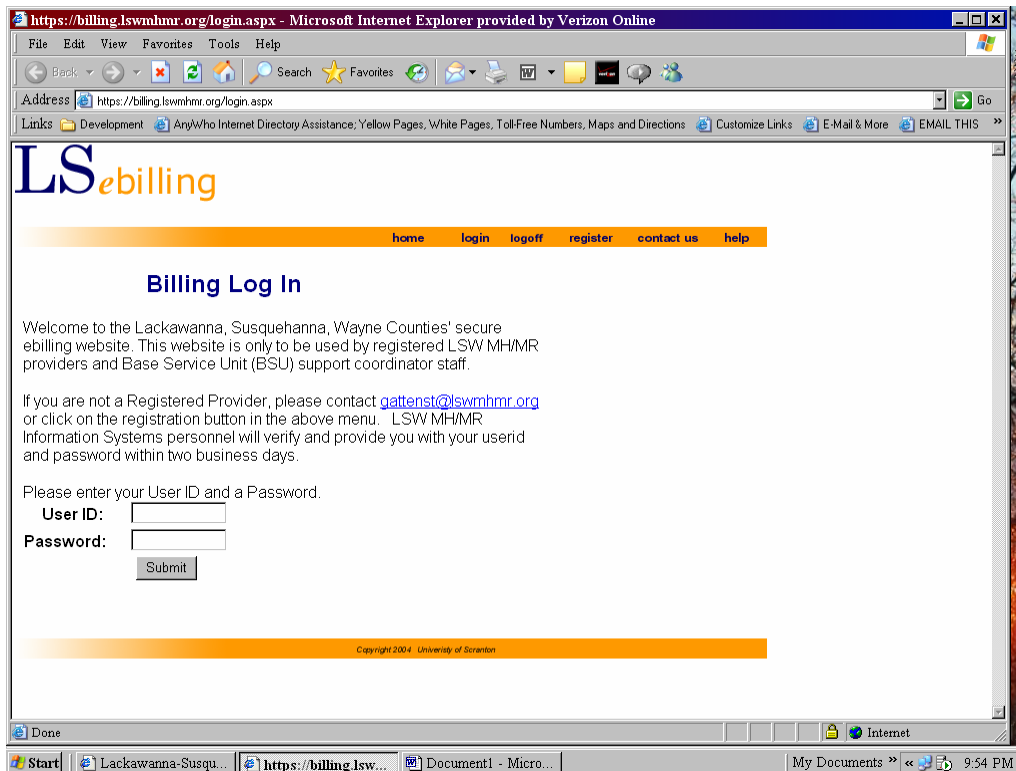 https://billing.lswmhmr.org/login.aspx - Microsoft Internet Explorer provided by Verizon Online
File Edit View Favorites Tools Help
Back Search Favorites
Address https://billing.lswmhmr.org/login.aspx Go
Links Development AnyWho Internet Directory Assistance; Yellow Pages, White Pages, Toll-Free Numbers, Maps and Directions Customize Links E-Mail & More EMAIL THIS »
LSebilling
home login logoff register contact us help
Billing Log In
Welcome to the Lackawanna, Susquehanna, Wayne Counties' secure
ebilling website. This website is only to be used by registered LSW MH/MR
providers and Base Service Unit (BSU) support coordinator staff.
If you are not a Registered Provider, please contact gattenst@lswmhmr.org
or click on the registration button in the above menu. LSW MH/MR
Information Systems personnel will verify and provide you with your userid
and password within two business days.
Please enter your User ID and a Password.
User ID:
Password:
Submit
Copyright 2004 Univeristy of Scranton
Done Internet
Start Lackawanna-Susqu... https://billing.lsw... Document1 - Micro... My Documents » « 9:54 PM